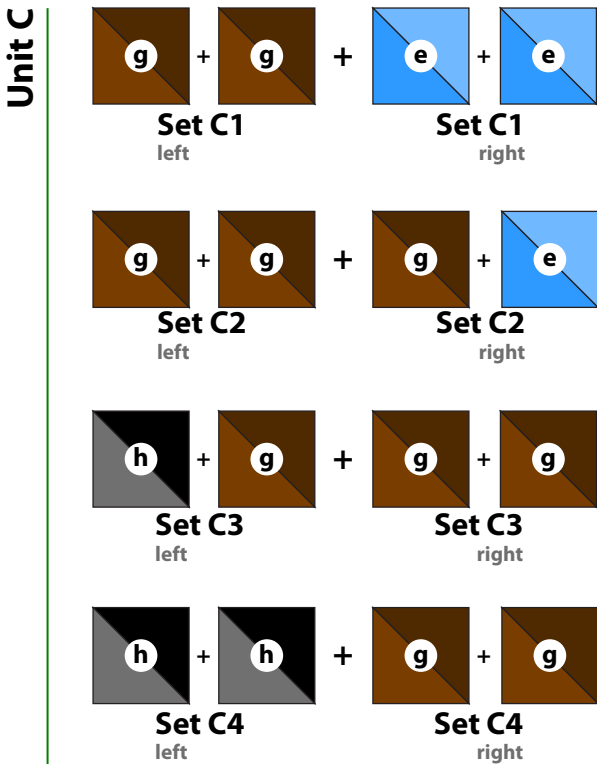 Unit C
g + g + e + e
Set C1 Set C1
left right
g + g + g + e
Set C2 Set C2
left right
h + g + g + g
Set C3 Set C3
left right
h + h + g + g
Set C4 Set C4
left right